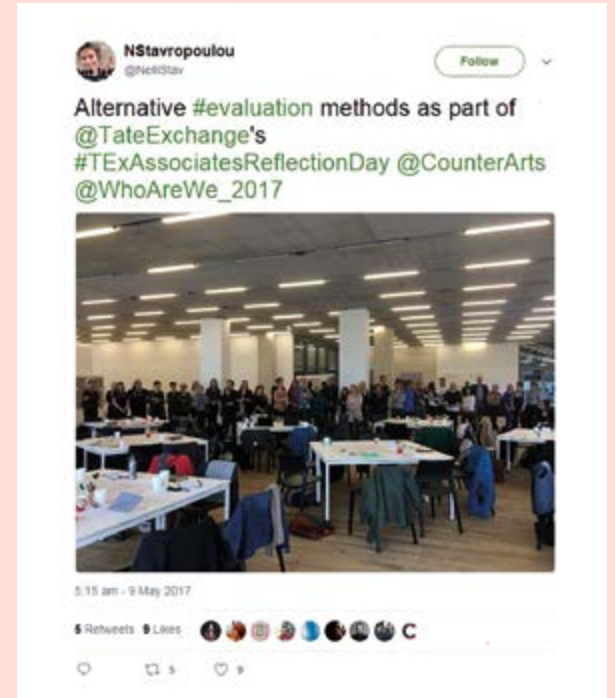 NStavropoulou
@NelliStav
Follow
Alternative #evaluation methods as part of
@TateExchange's
#TExAssociatesReflectionDay @CounterArts
@WhoAreWe_2017
5:15 am - 9 May 2017
5 Retweets 9 Likes
C
5 9